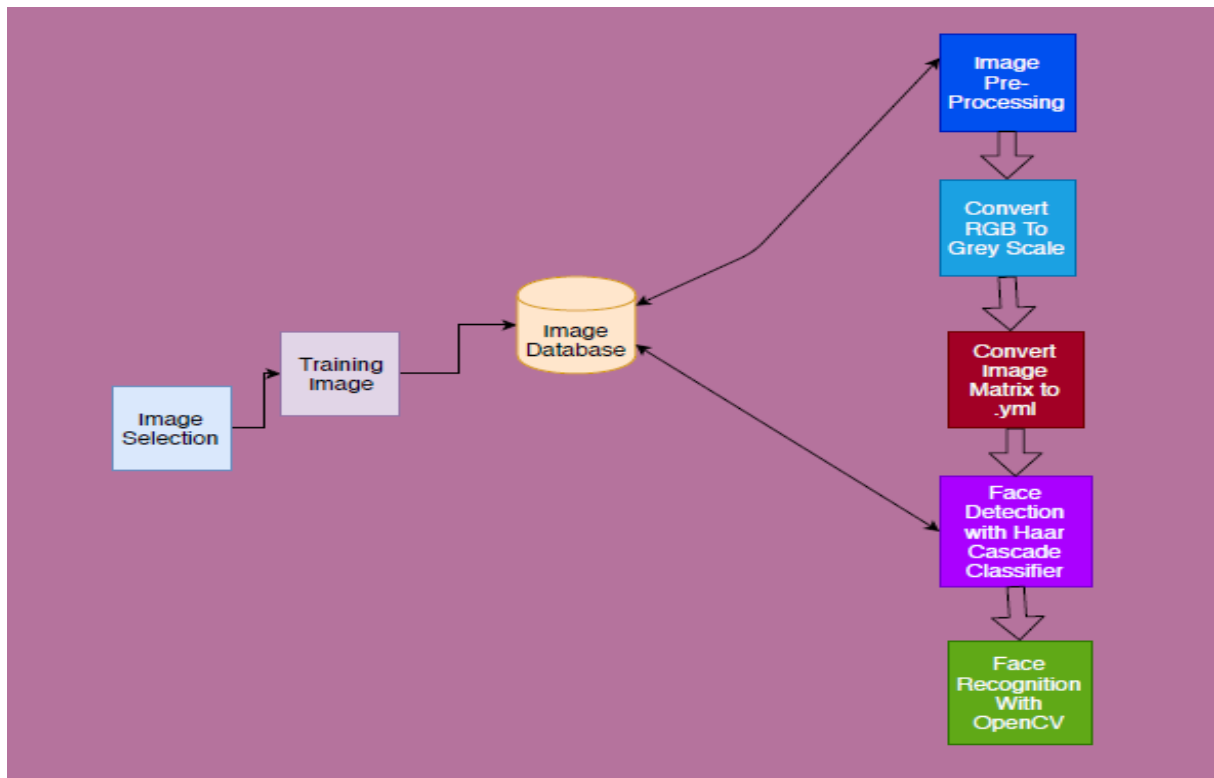 Image
Selection
Training
Image
Image
Database
Image
Pre-
Processing
Convert
RGB To
Grey Scale
Convert
Image
Matrix to
.yml
Face
Detection
with Haar
Cascade
Classifier
Face
Recognition
With
OpenCV